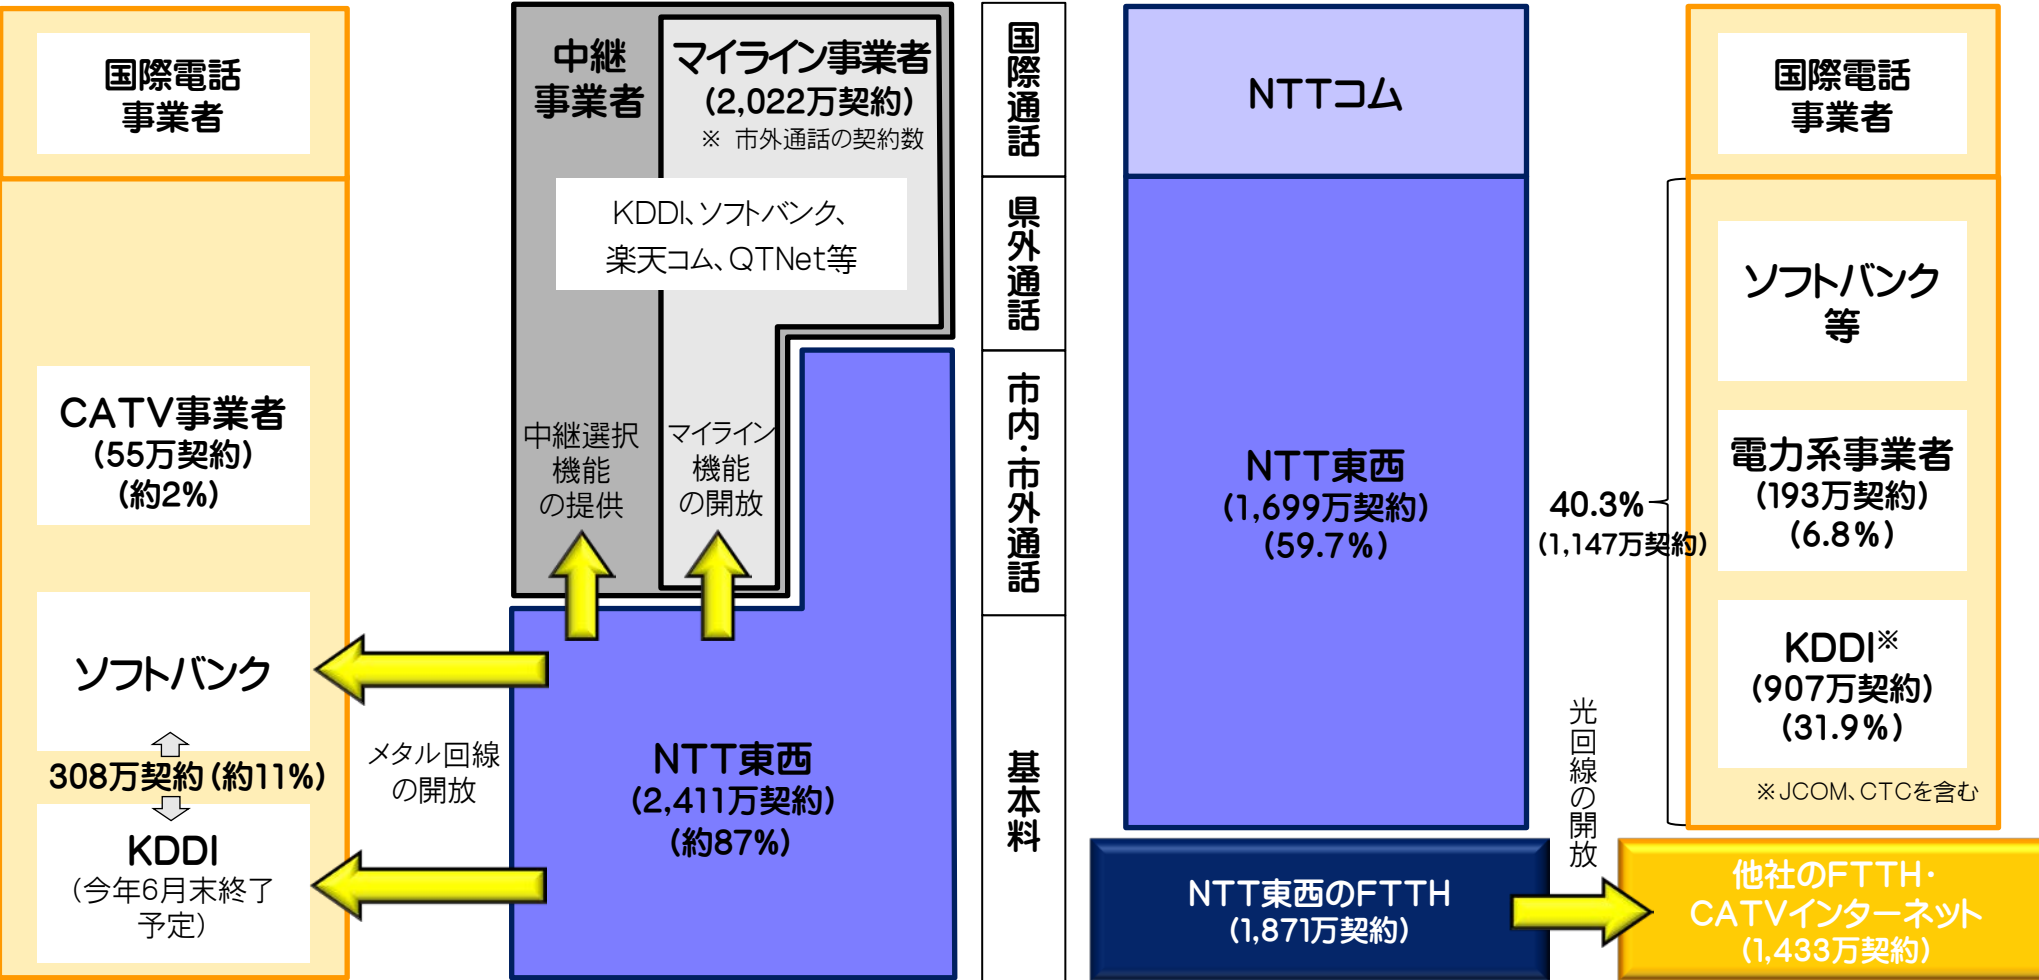 国際電話
事業者
CATV事業者
(55万契約)
(約2%)
ソフトバンク
308万契約(約11%)
KDDI
(今年6月末終了
予定)
メタル回線
の開放
中継
事業者
マイライン事業者
(2,022万契約)
※ 市外通話の契約数
KDDI、ソフトバンク、
楽天コム、QTNet等
中継選択
機能
の提供
マイライン
機能
の開放
NTT東西
(2,411万契約)
(約87%)
国際通話
県外通話
市内・市外通話
基本料
NTTコム
NTT東西
(1,699万契約)
(59.7%)
NTT東西のFTTH
(1,871万契約)
40.3%
(1,147万契約)
光回線の開放
国際電話
事業者
ソフトバンク
等
電力系事業者
(193万契約)
(6.8%)
KDDI※
(907万契約)
(31.9%)
※JCOM、CTCを含む
他社のFTTH・
CATVインターネット
(1,433万契約)